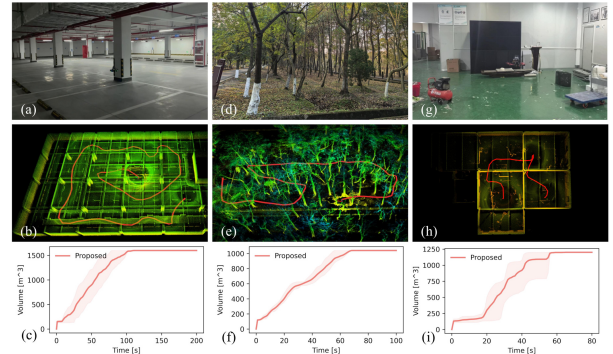 (a)
(d)
(g)
(b)
(e)
(h)
Volume [m^3]
1500
1000
500
0
Proposed
(c)
0 50 100 150 200
Time [s]
Volume [m^3]
1000
800
600
400
200
0
Proposed
(f)
0 20 40 60 80 100
Time [s]
Volume [m^3]
1250
1000
750
500
250
0
Proposed
(i)
0 20 40 60 80
Time [s]